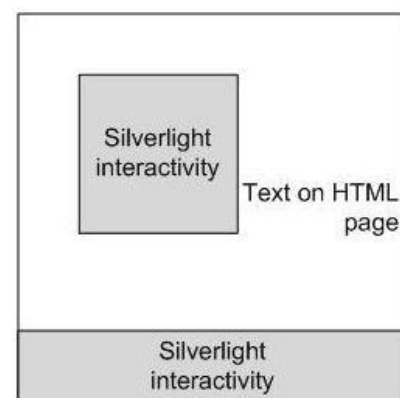 Silverlight
interactivity
Text on HTML
page
Silverlight
interactivity